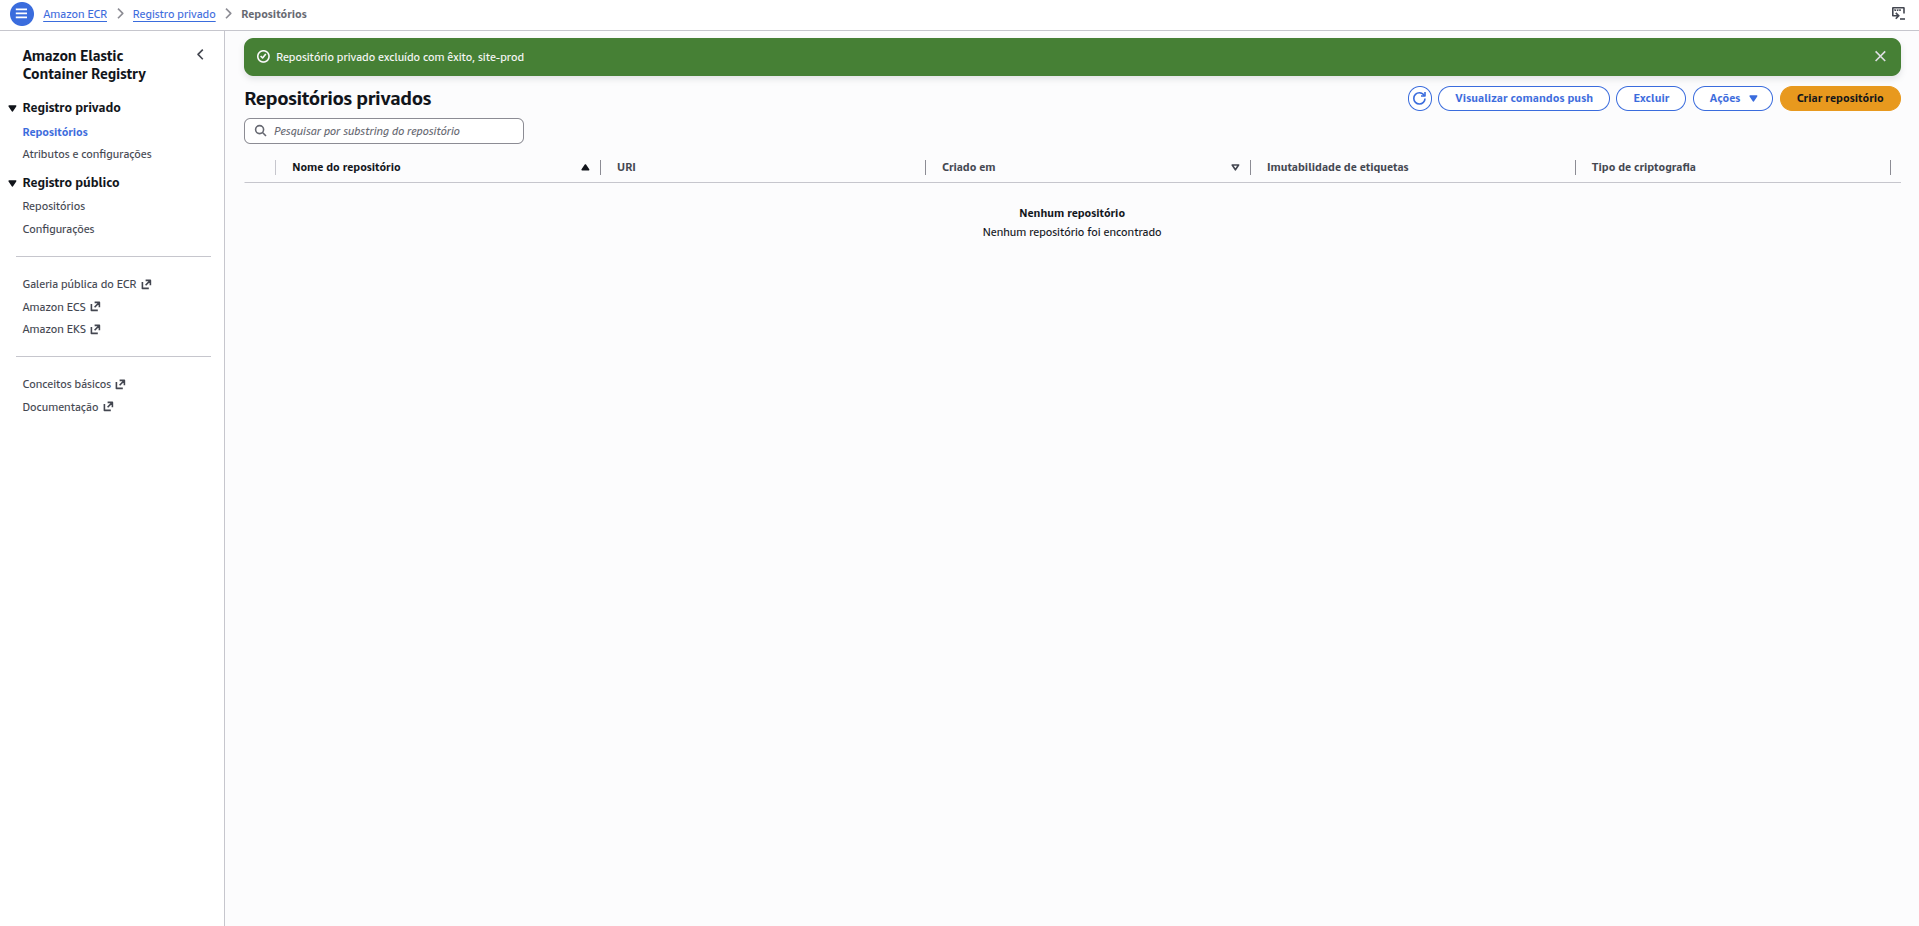 Amazon ECR > Registro privado > Repositórios
Amazon Elastic
Container Registry
Registro privado
Repositórios
Atributos e configurações
Registro público
Repositórios
Configurações
Galeria pública do ECR
Amazon ECS
Amazon EKS
Conceitos básicos
Documentação
Repositório privado excluído com êxito, site-prod
Repositórios privados
Visualizar comandos push
Excluir
Ações
Criar repositório
Pesquisar por substring do repositório
Nome do repositório
URI
Criado em
Imutabilidade de etiquetas
Tipo de criptografia
Nenhum repositório
Nenhum repositório foi encontrado